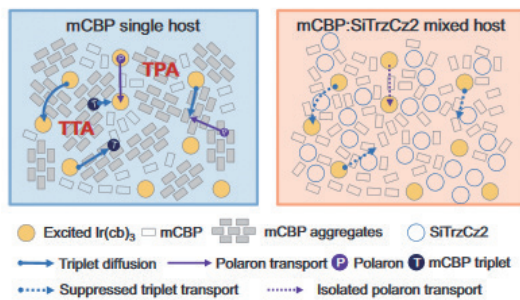 mCBP single host
mCBP:SiTrzCz2 mixed host
P
TPA
T
TTA
T
P
Excited Ir(cb)3 mCBP mCBP aggregates SiTrzCz2
Triplet diffusion Polaron transport P Polaron T mCBP triplet
Suppressed triplet transport Isolated polaron transport